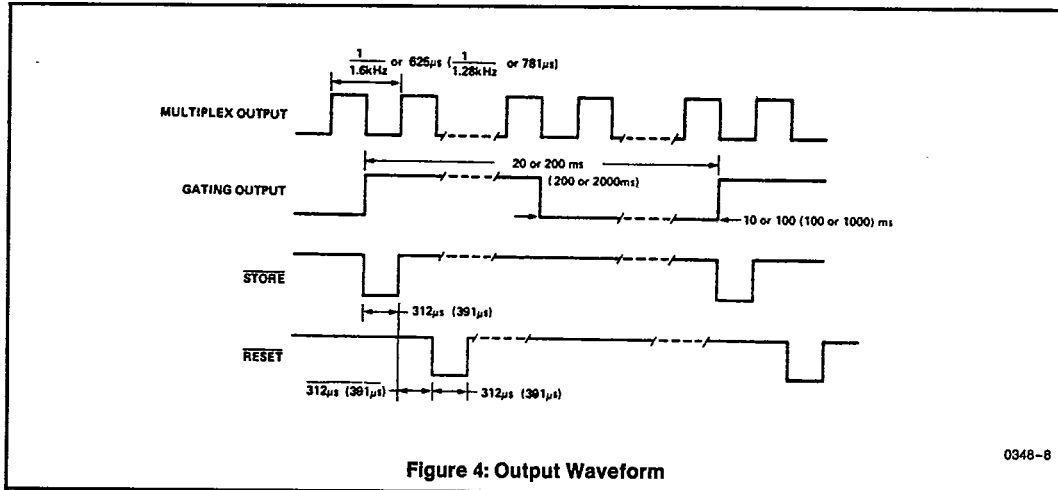 1/1.6kHz or 625µs (1/1.28kHz or 781µs)
MULTIPLEX OUTPUT
20 or 200 ms
(200 or 2000ms)
GATING OUTPUT
10 or 100 (100 or 1000) ms
STORE
312µs (391µs)
RESET
312µs (391µs) 312µs (391µs)
0348-8
Figure 4: Output Waveform